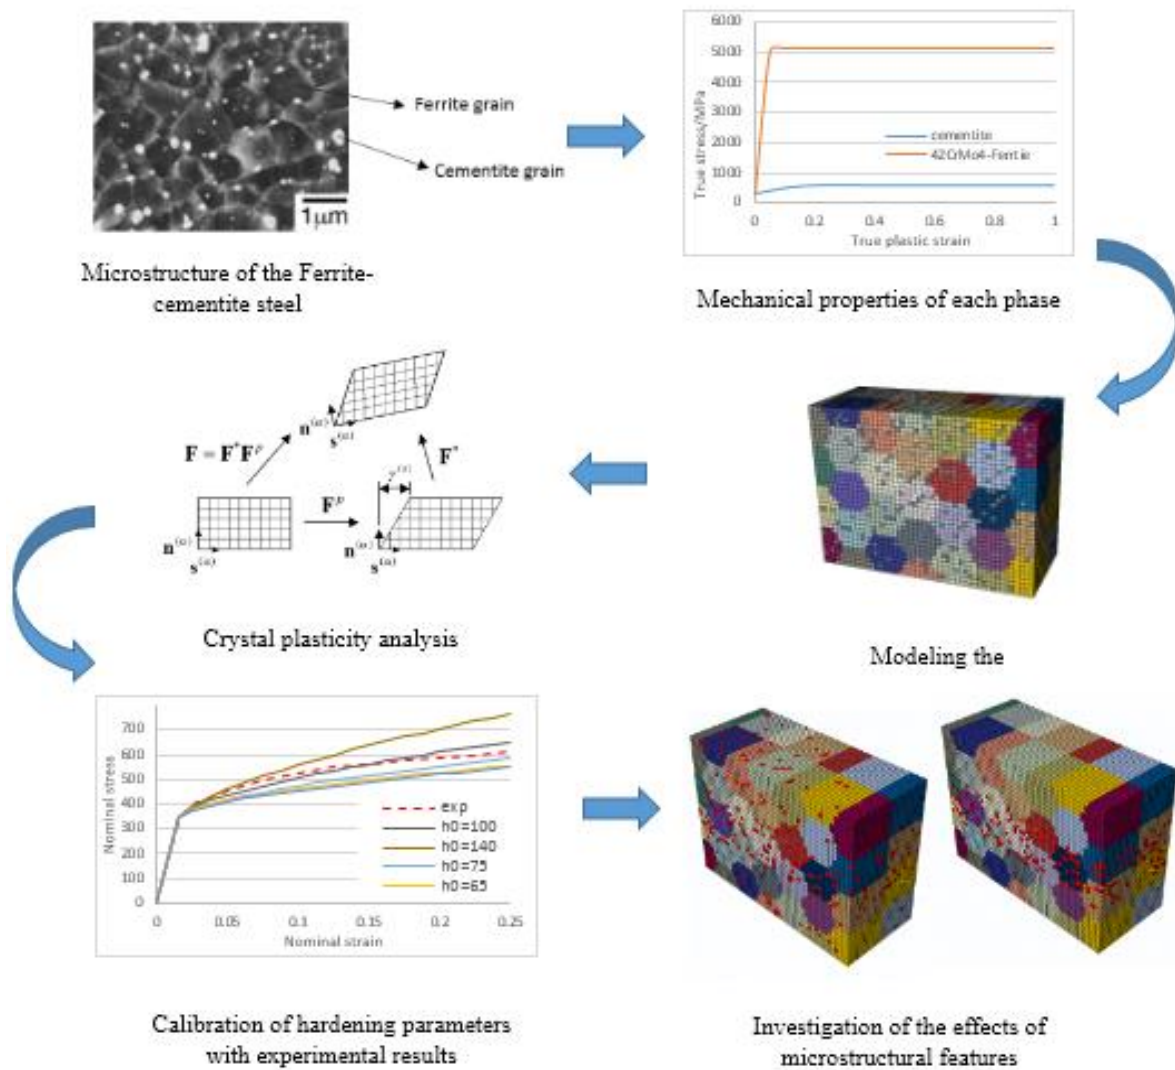 Ferrite grain
Cementite grain
1μm
Microstructure of the Ferrite-
cementite steel
6000
5000
4000
3000
2000
1000
0
True stress/MPa
cementite
42CrMo4-Ferrtie
0 0.2 0.4 0.6 0.8 1
True plastic strain
Mechanical properties of each phase
Modeling the
n(α)
s(α)
F = F*Fᵖ
F*
Fᵖ
n(α)
s(α)
n(α)
s(α)
Crystal plasticity analysis
700
600
500
400
300
200
100
0
Nominal stress
exp
h0=100
h0=140
h0=75
h0=65
0 0.05 0.1 0.15 0.2 0.25
Nominal strain
Calibration of hardening parameters
with experimental results
Investigation of the effects of
microstructural features